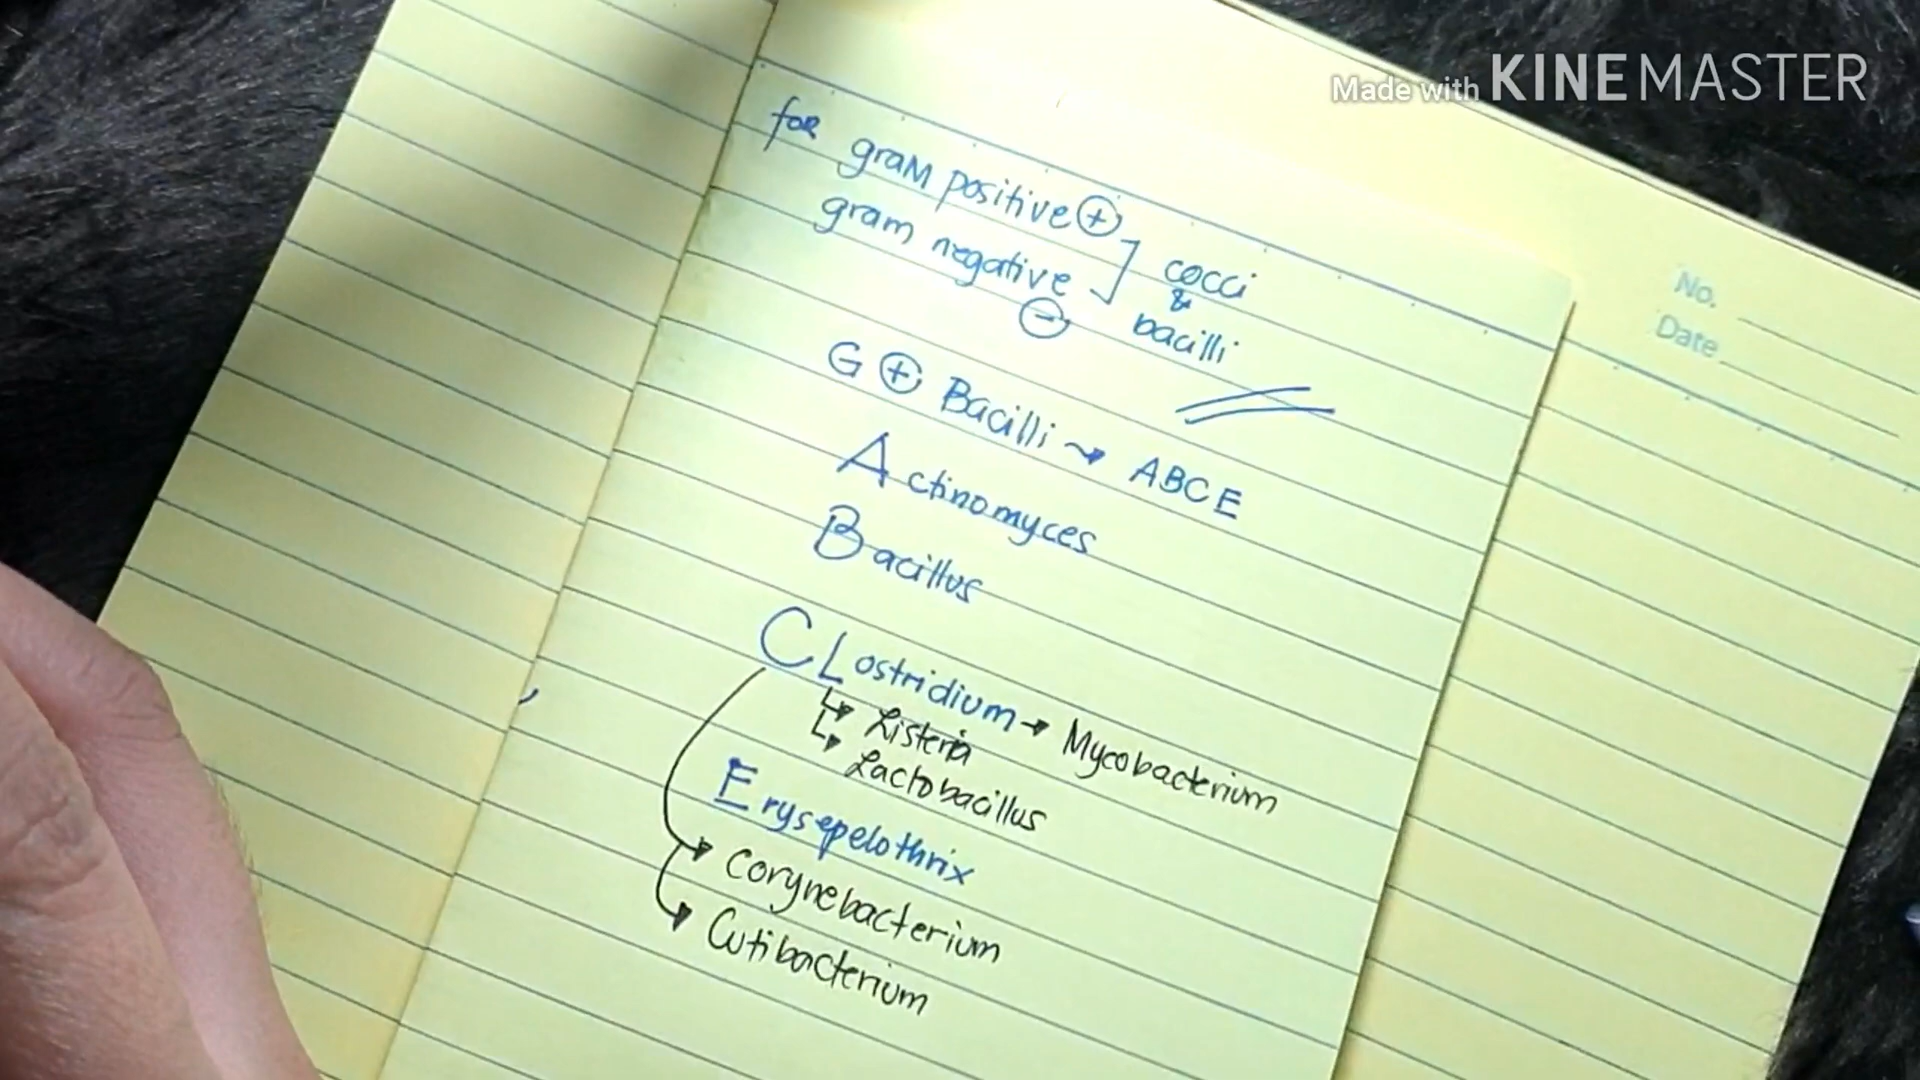 Made with KINEMASTER
No.
Date
for gram positive ⊕
gram negative ⊖ ] cocci & bacilli
G ⊕ Bacilli → ABCE
Actinomyces
Bacillus
CLostridium → Mycobacterium
↳ Listeria
↳ Lactobacillus
Erysepelothrix
→ Corynebacterium
→ Cutibacterium